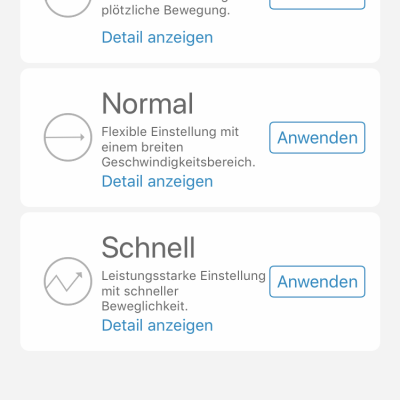 plötzliche Bewegung.
Detail anzeigen
Normal
Flexible Einstellung mit
einem breiten
Geschwindigkeitsbereich.
Anwenden
Detail anzeigen
Schnell
Leistungsstarke Einstellung
mit schneller
Beweglichkeit.
Anwenden
Detail anzeigen